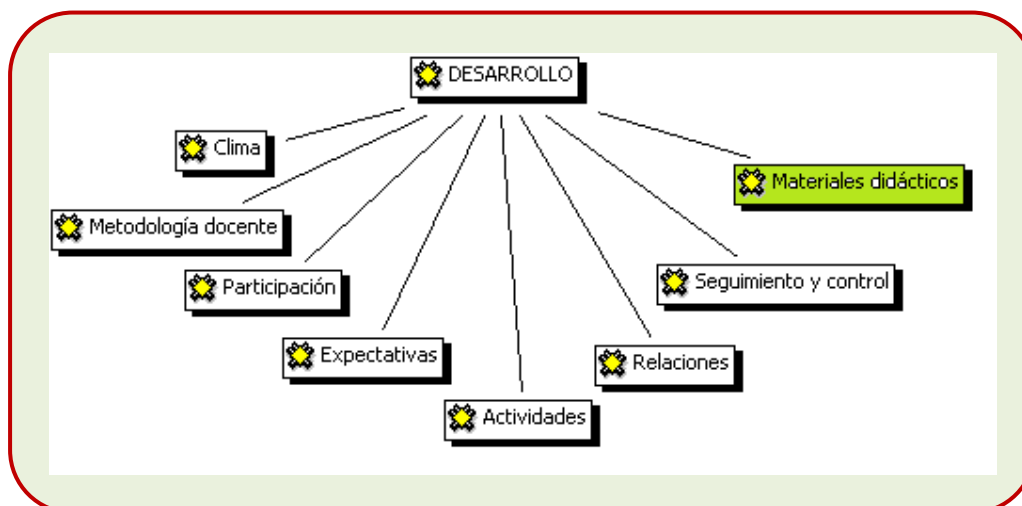 DESARROLLO
Clima
Materiales didácticos
Metodología docente
Participación
Seguimiento y control
Expectativas
Relaciones
Actividades